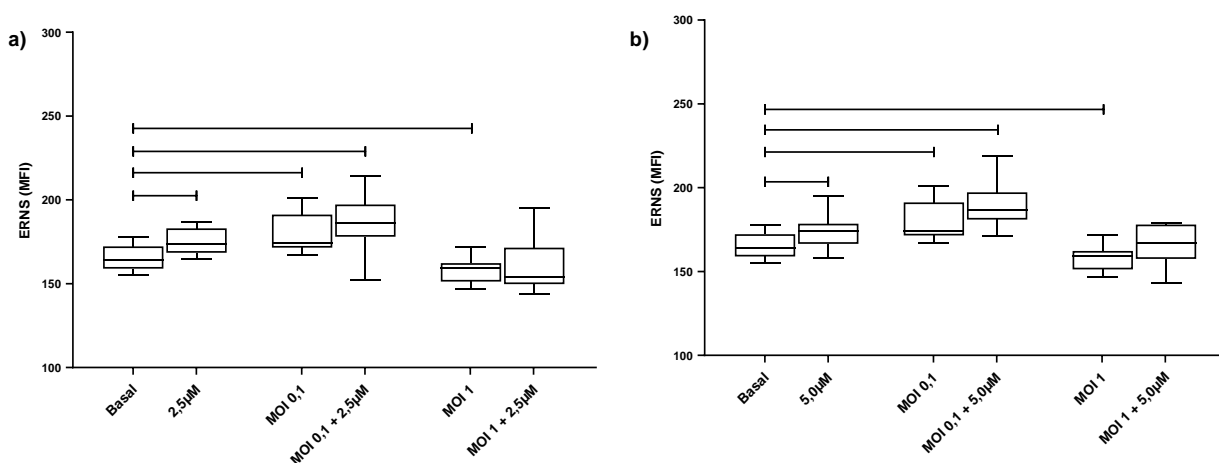 a)
ERNS (MFI)
300
250
200
150
100
Basal
2,5µM
MOI 0,1
MOI 0,1 + 2,5µM
MOI 1
MOI 1 + 2,5µM
b)
ERNS (MFI)
300
250
200
150
100
Basal
5,0µM
MOI 0,1
MOI 0,1 + 5,0µM
MOI 1
MOI 1 + 5,0µM